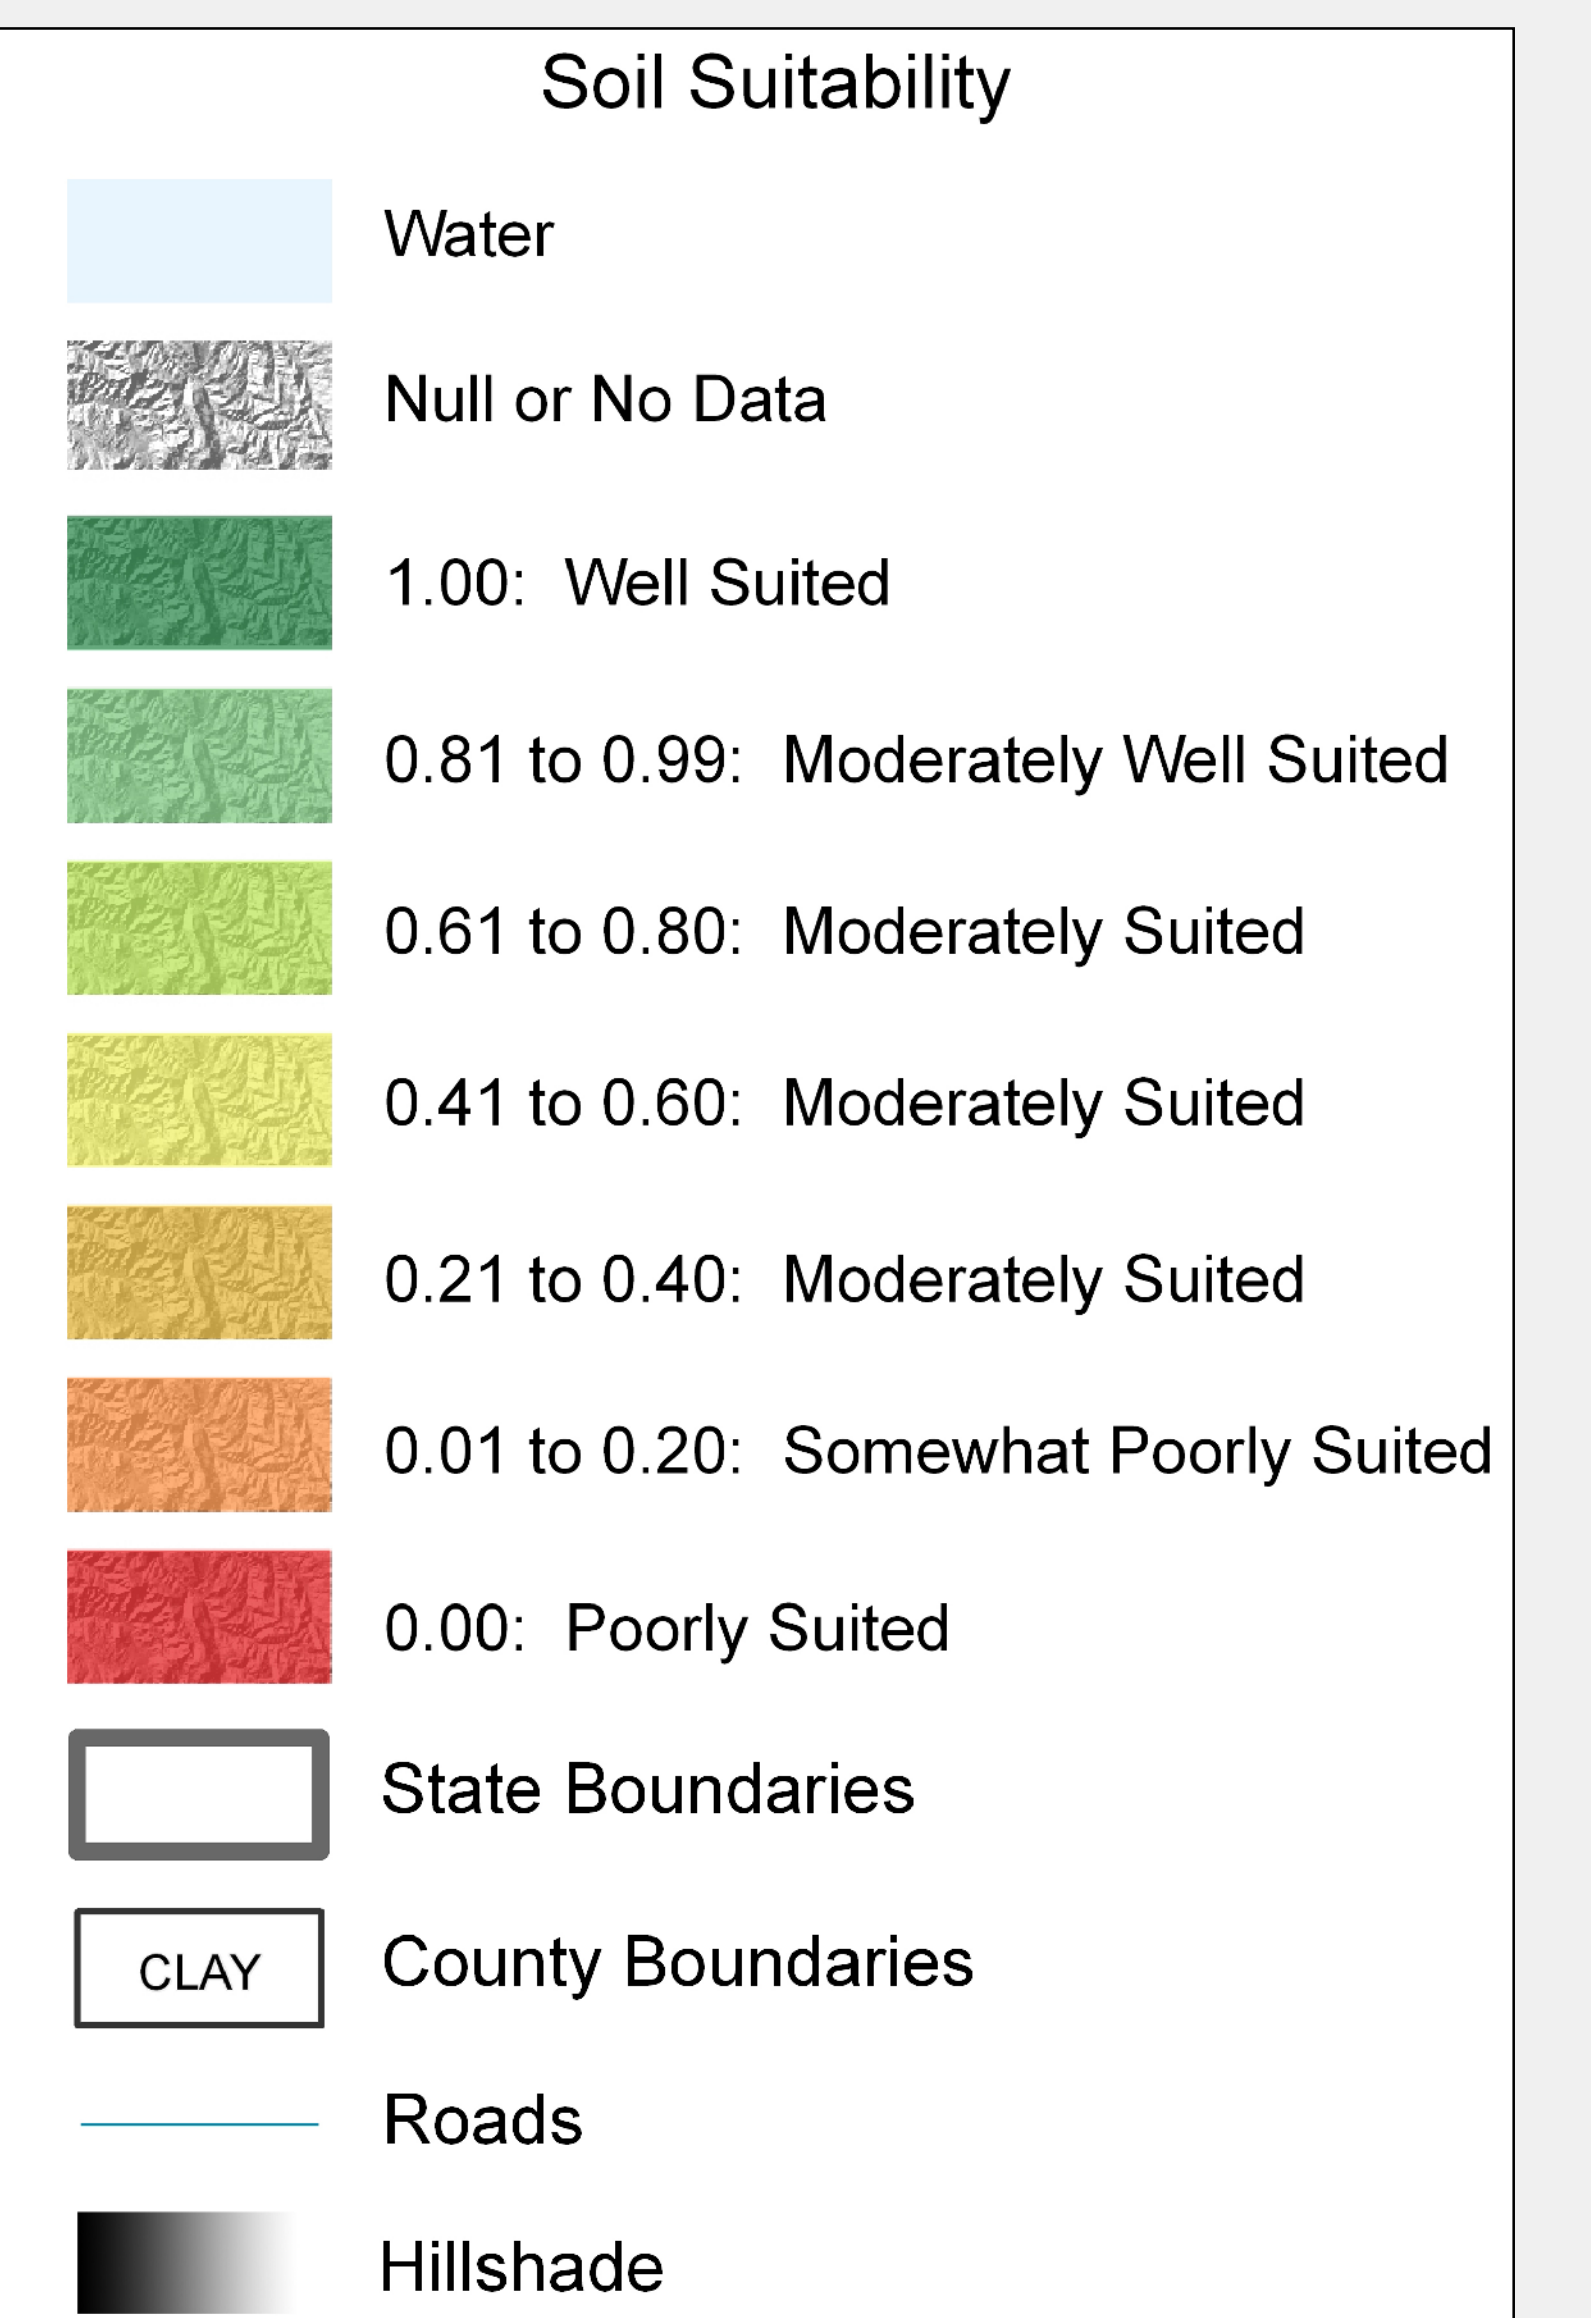 Soil Suitability
Water
Null or No Data
1.00:  Well Suited
0.81 to 0.99:  Moderately Well Suited
0.61 to 0.80:  Moderately Suited
0.41 to 0.60:  Moderately Suited
0.21 to 0.40:  Moderately Suited
0.01 to 0.20:  Somewhat Poorly Suited
0.00:  Poorly Suited
State Boundaries
CLAY County Boundaries
Roads
Hillshade